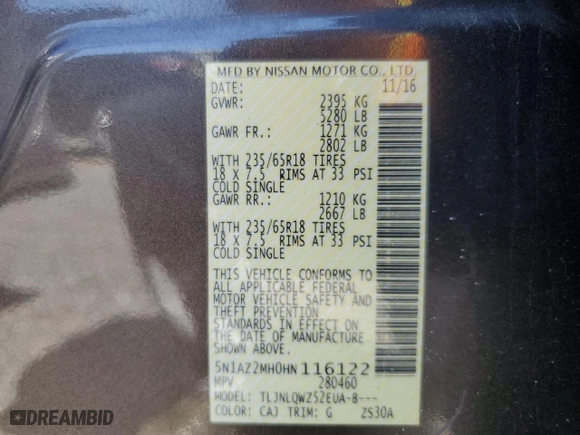 MFD BY NISSAN MOTOR CO., LTD.
DATE: 11/16
GVWR: 2395 KG
5280 LB
GAWR FR.: 1271 KG
2802 LB
WITH 235/65R18 TIRES
18 X 7.5 RIMS AT 33 PSI
COLD SINGLE
GAWR RR.: 1210 KG
2667 LB
WITH 235/65R18 TIRES
18 X 7.5 RIMS AT 33 PSI
COLD SINGLE
THIS VEHICLE CONFORMS TO
ALL APPLICABLE FEDERAL
MOTOR VEHICLE SAFETY AND
THEFT PREVENTION
STANDARDS IN EFFECT ON
THE DATE OF MANUFACTURE
SHOWN ABOVE.
5N1AZ2MH0HN116122
MPV 280460
MODEL: TLJNLQWZ52EUA-B---
COLOR: CAJ TRIM: G ZS30A
DREAMBID